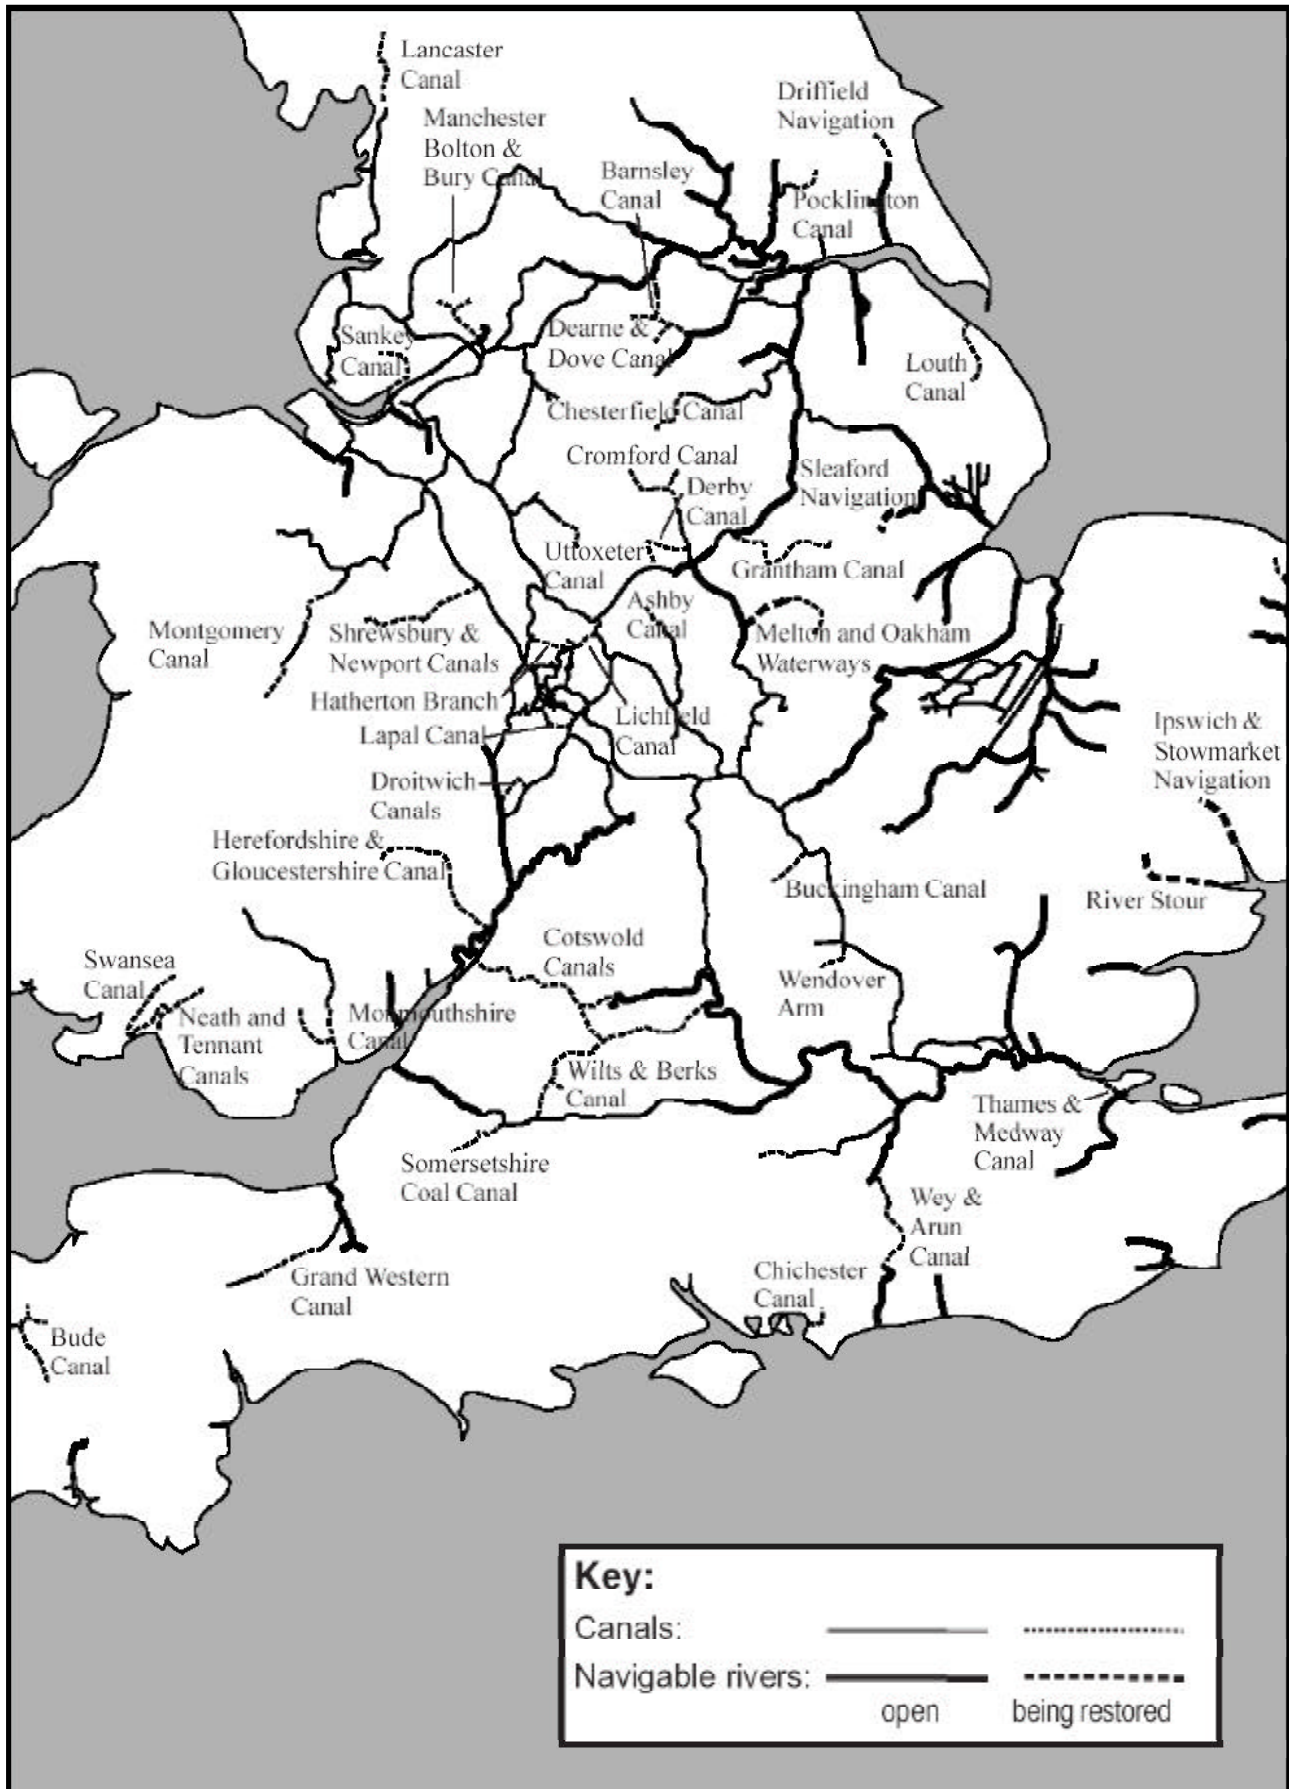 Lancaster
Canal
Manchester
Bolton &
Bury Canal
Driffield
Navigation
Barnsley
Canal
Pocklington
Canal
Sankey
Canal
Dearne &
Dove Canal
Louth
Canal
Chesterfield Canal
Cromford Canal
Derby
Canal
Sleaford
Navigation
Uttoxeter
Canal
Grantham Canal
Ashby
Canal
Montgomery
Canal
Shrewsbury &
Newport Canals
Melton and Oakham
Waterways
Hatherton Branch
Lapal Canal
Lichfield
Canal
Ipswich &
Stowmarket
Navigation
Droitwich
Canals
Herefordshire &
Gloucestershire Canal
Buckingham Canal
River Stour
Cotswold
Canals
Swansea
Canal
Wendover
Arm
Neath and
Tennant
Canals
Monmouthshire
Canal
Wilts & Berks
Canal
Thames &
Medway
Canal
Somersetshire
Coal Canal
Wey &
Arun
Canal
Grand Western
Canal
Chichester
Canal
Bude
Canal
Key:
Canals:
Navigable rivers:
open being restored